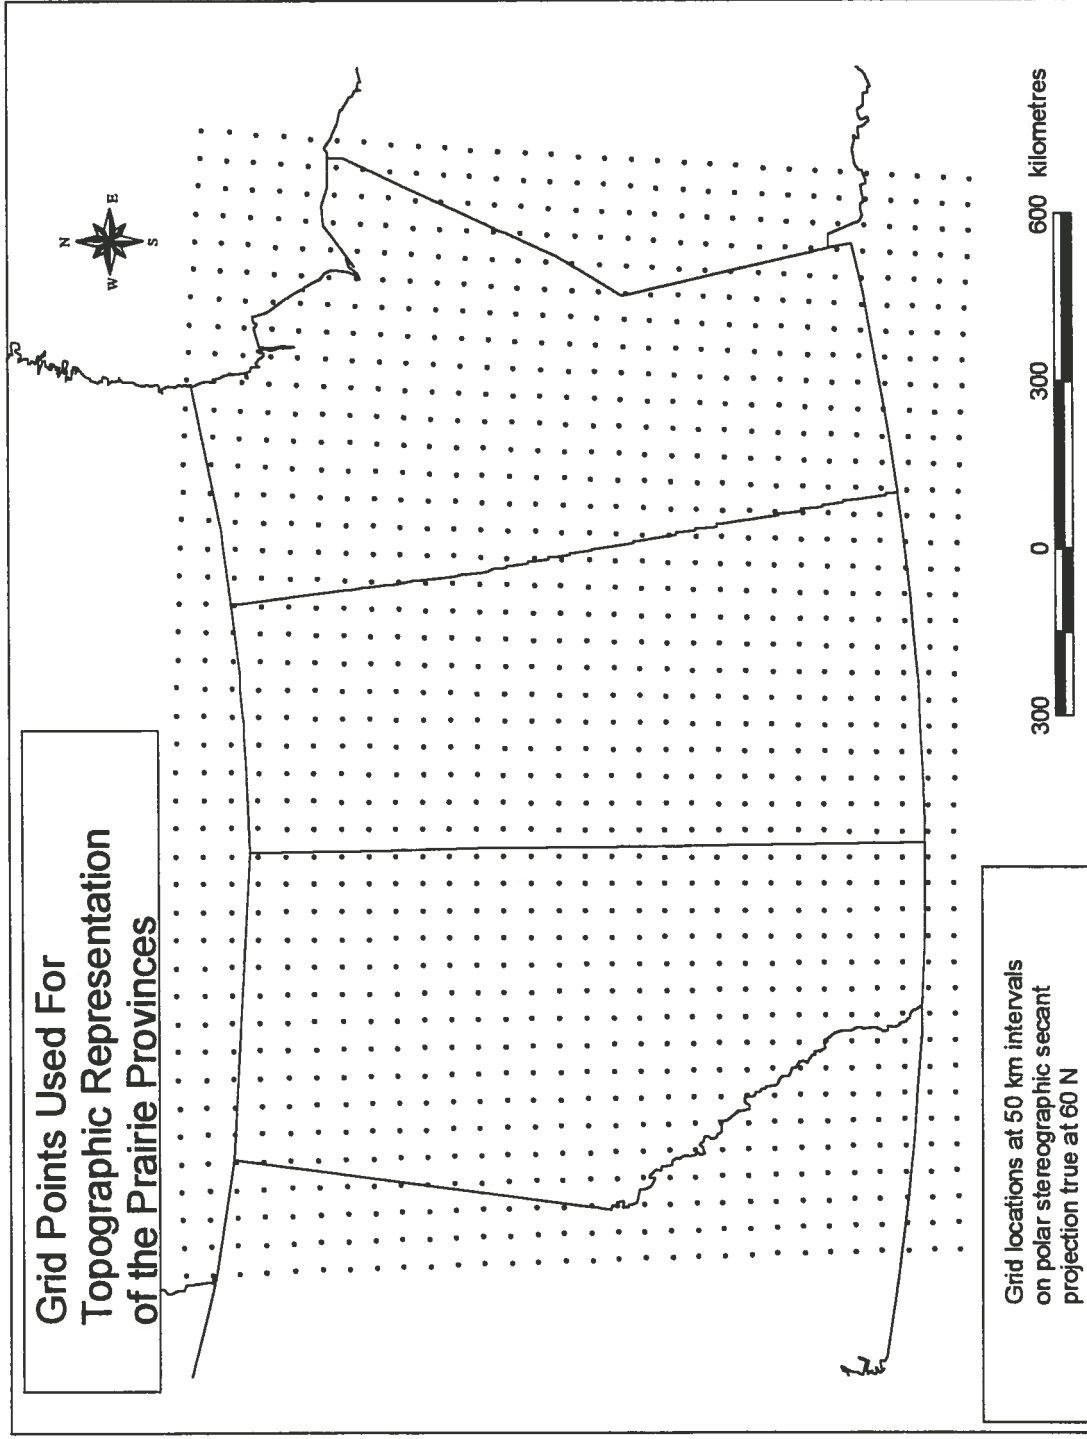 Grid Points Used For
Topographic Representation
of the Prairie Provinces
N
W
E
S
300
0
300
600
kilometres
Grid locations at 50 km intervals
on polar stereographic secant
projection true at 60 N